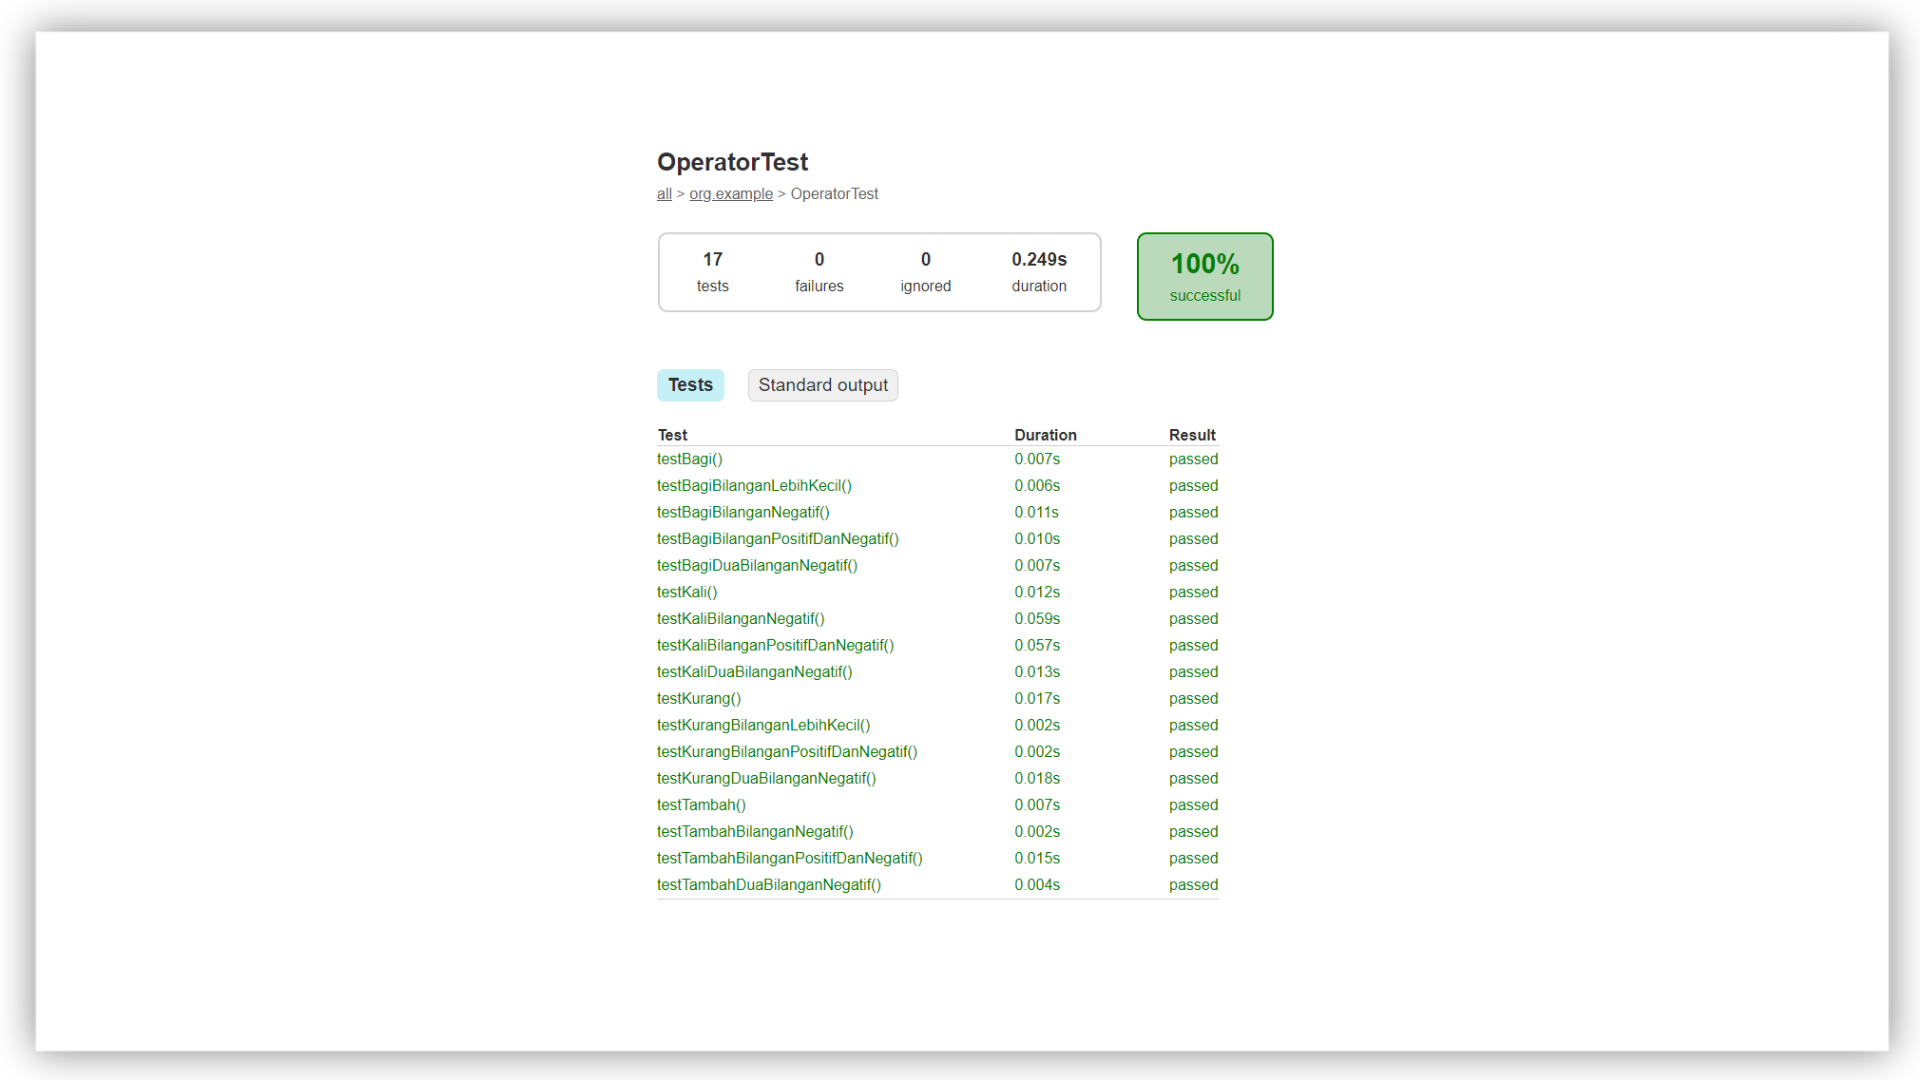 OperatorTest
all > org.example > OperatorTest
17 0 0 0.249s
tests failures ignored duration
100%
successful
Tests Standard output
Test Duration Result
testBagi() 0.007s passed
testBagiBilanganLebihKecil() 0.006s passed
testBagiBilanganNegatif() 0.011s passed
testBagiBilanganPositifDanNegatif() 0.010s passed
testBagiDuaBilanganNegatif() 0.007s passed
testKali() 0.012s passed
testKaliBilanganNegatif() 0.059s passed
testKaliBilanganPositifDanNegatif() 0.057s passed
testKaliDuaBilanganNegatif() 0.013s passed
testKurang() 0.017s passed
testKurangBilanganLebihKecil() 0.002s passed
testKurangBilanganPositifDanNegatif() 0.002s passed
testKurangDuaBilanganNegatif() 0.018s passed
testTambah() 0.007s passed
testTambahBilanganNegatif() 0.002s passed
testTambahBilanganPositifDanNegatif() 0.015s passed
testTambahDuaBilanganNegatif() 0.004s passed